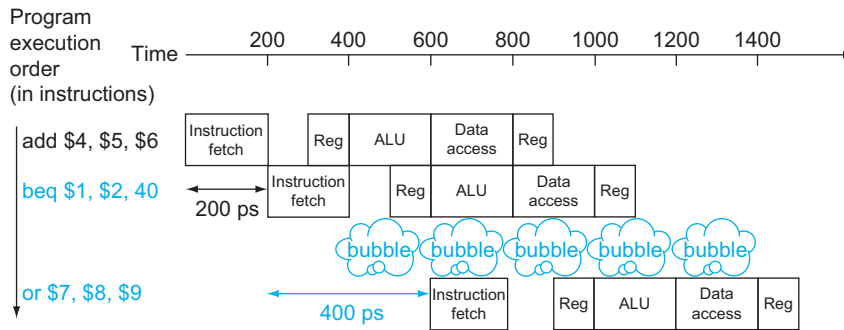 Program
execution
order
(in instructions)
Time
200 400 600 800 1000 1200 1400
add $4, $5, $6
Instruction
fetch
Reg
ALU
Data
access
Reg
beq $1, $2, 40
200 ps
Instruction
fetch
Reg
ALU
Data
access
Reg
bubble bubble bubble bubble bubble
or $7, $8, $9
400 ps
Instruction
fetch
Reg
ALU
Data
access
Reg